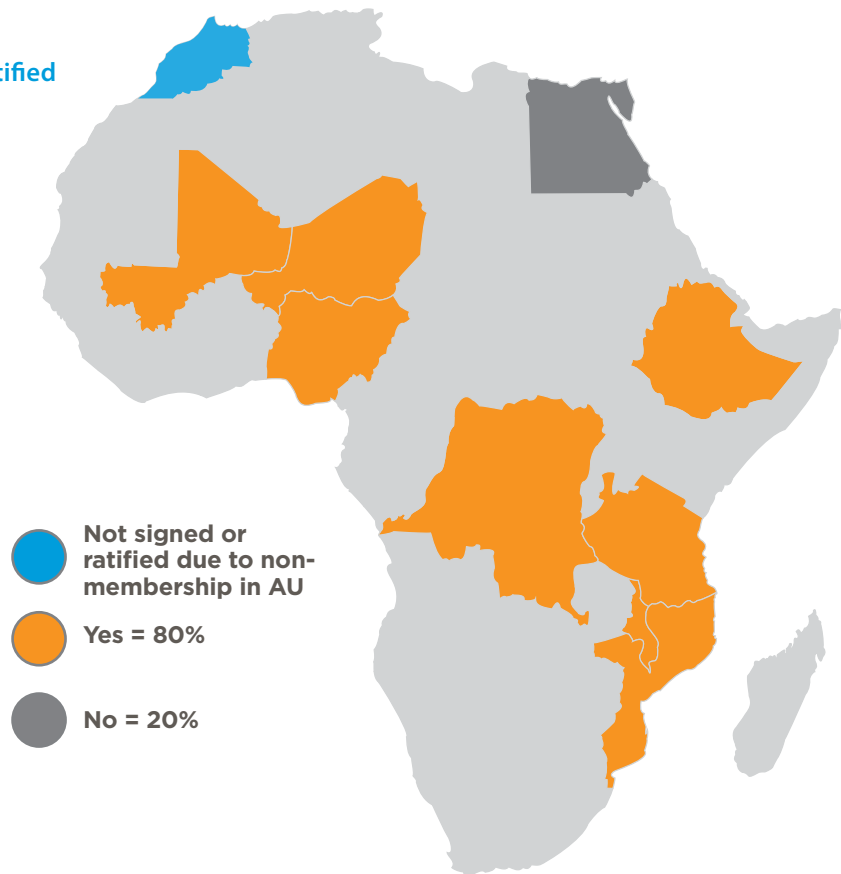 tified
Not signed or
ratified due to non-
membership in AU
Yes = 80%
No = 20%